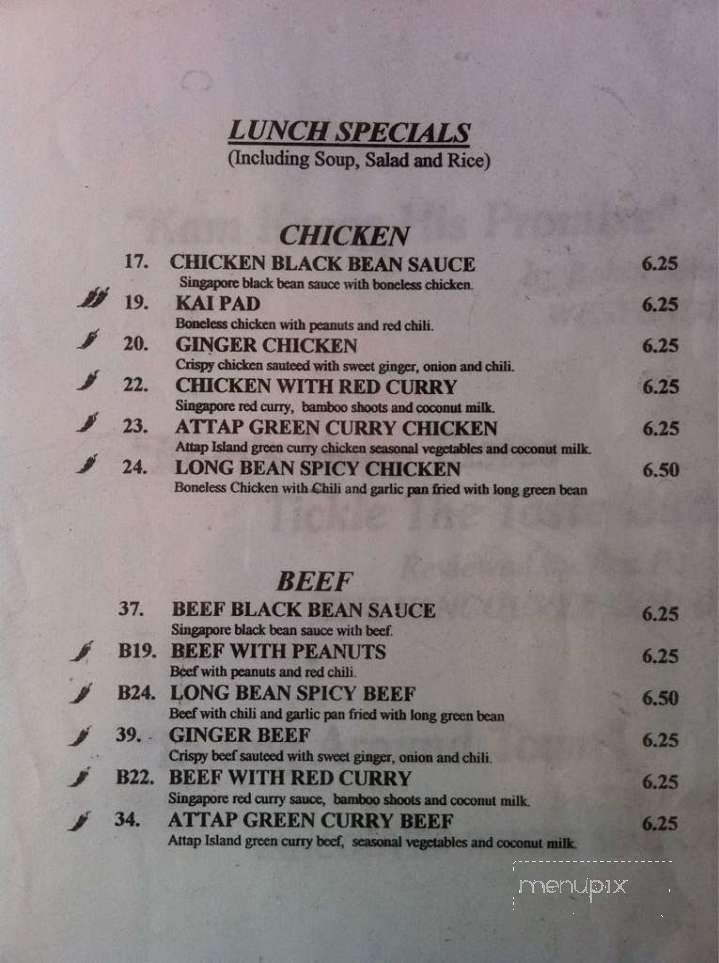 LUNCH SPECIALS
(Including Soup, Salad and Rice)
CHICKEN
17. CHICKEN BLACK BEAN SAUCE 6.25
Singapore black bean sauce with boneless chicken.
19. KAI PAD 6.25
Boneless chicken with peanuts and red chili.
20. GINGER CHICKEN 6.25
Crispy chicken sauteed with sweet ginger, onion and chili.
22. CHICKEN WITH RED CURRY 6.25
Singapore red curry, bamboo shoots and coconut milk.
23. ATTAP GREEN CURRY CHICKEN 6.25
Attap Island green curry chicken seasonal vegetables and coconut milk.
24. LONG BEAN SPICY CHICKEN 6.50
Boneless Chicken with Chili and garlic pan fried with long green bean
BEEF
37. BEEF BLACK BEAN SAUCE 6.25
Singapore black bean sauce with beef.
B19. BEEF WITH PEANUTS 6.25
Beef with peanuts and red chili.
B24. LONG BEAN SPICY BEEF 6.50
Beef with chili and garlic pan fried with long green bean
39. GINGER BEEF 6.25
Crispy beef sauteed with sweet ginger, onion and chili.
B22. BEEF WITH RED CURRY 6.25
Singapore red curry sauce, bamboo shoots and coconut milk.
34. ATTAP GREEN CURRY BEEF 6.25
Attap Island green curry beef, seasonal vegetables and coconut milk.
menupix